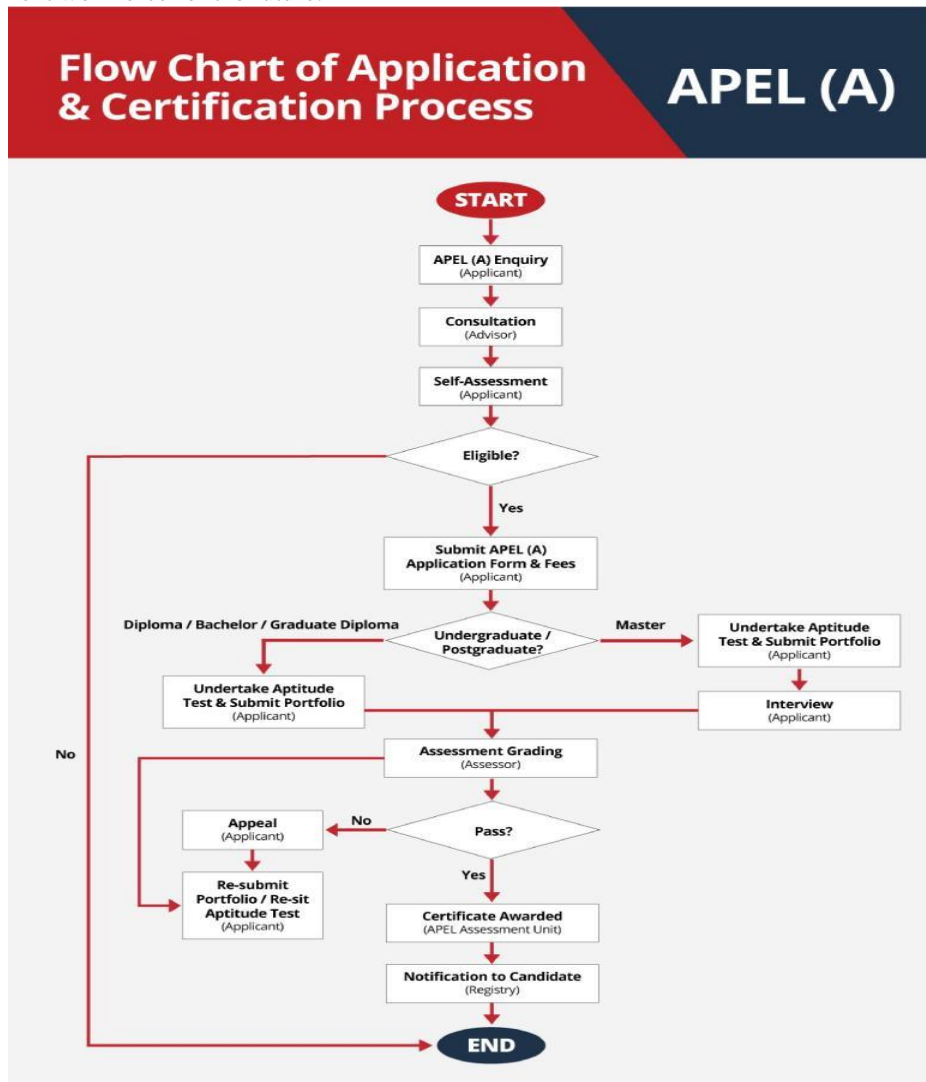 Flow Chart of Application
& Certification Process
APEL (A)
START
APEL (A) Enquiry
(Applicant)
Consultation
(Advisor)
Self-Assessment
(Applicant)
Eligible?
Yes
Submit APEL (A)
Application Form & Fees
(Applicant)
Diploma / Bachelor / Graduate Diploma
Undergraduate /
Postgraduate?
Master
Undertake Aptitude
Test & Submit Portfolio
(Applicant)
Undertake Aptitude
Test & Submit Portfolio
(Applicant)
Interview
(Applicant)
No
Assessment Grading
(Assessor)
Appeal
(Applicant)
No
Pass?
Yes
Re-submit
Portfolio / Re-sit
Aptitude Test
(Applicant)
Certificate Awarded
(APEL Assessment Unit)
Notification to Candidate
(Registry)
END